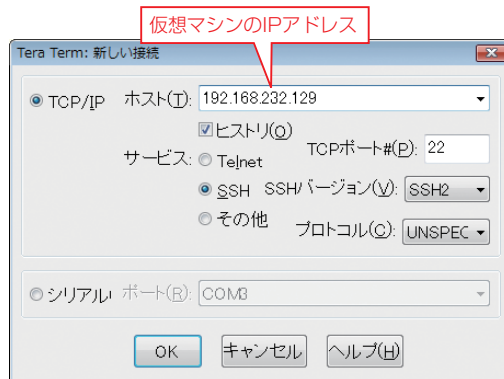 仮想マシンのIPアドレス
Tera Term: 新しい接続
TCP/IP ホスト(T): 192.168.232.129
ヒストリ(O)
サービス: Telnet TCPポート#(P): 22
SSH SSHバージョン(V): SSH2
その他 プロトコル(C): UNSPEC
シリアル ポート(R): COM3
OK キャンセル ヘルプ(H)